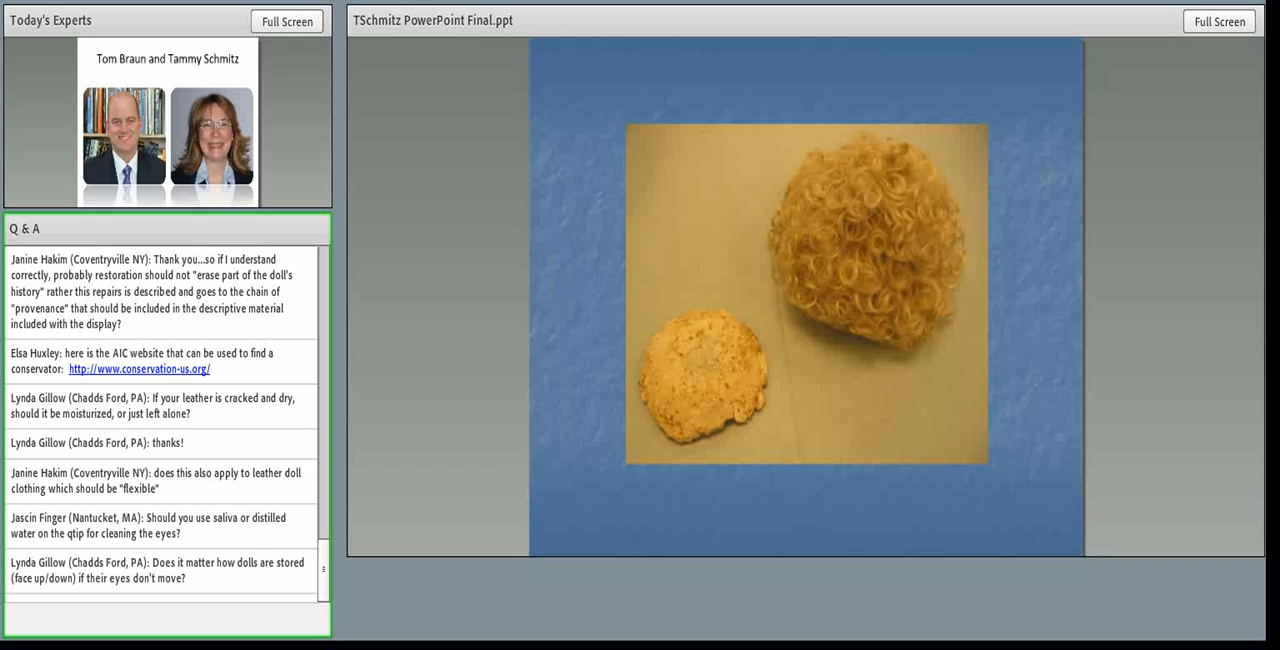 Today's Experts
Full Screen
Tom Braun and Tammy Schmitz
Q & A
Janine Hakim (Coventryville NY): Thank you...so if I understand
correctly, probably restoration should not "erase part of the doll's
history" rather this repairs is described and goes to the chain of
"provenance" that should be included in the descriptive material
included with the display?
Elsa Huxley: here is the AIC website that can be used to find a
conservator: http://www.conservation-us.org/
Lynda Gillow (Chadds Ford, PA): If your leather is cracked and dry,
should it be moisturized, or just left alone?
Lynda Gillow (Chadds Ford, PA): thanks!
Janine Hakim (Coventryville NY): does this also apply to leather doll
clothing which should be "flexible"
Jascin Finger (Nantucket, MA): Should you use saliva or distilled
water on the qtip for cleaning the eyes?
Lynda Gillow (Chadds Ford, PA): Does it matter how dolls are stored
(face up/down) if their eyes don't move?
TSchmitz PowerPoint Final.ppt
Full Screen